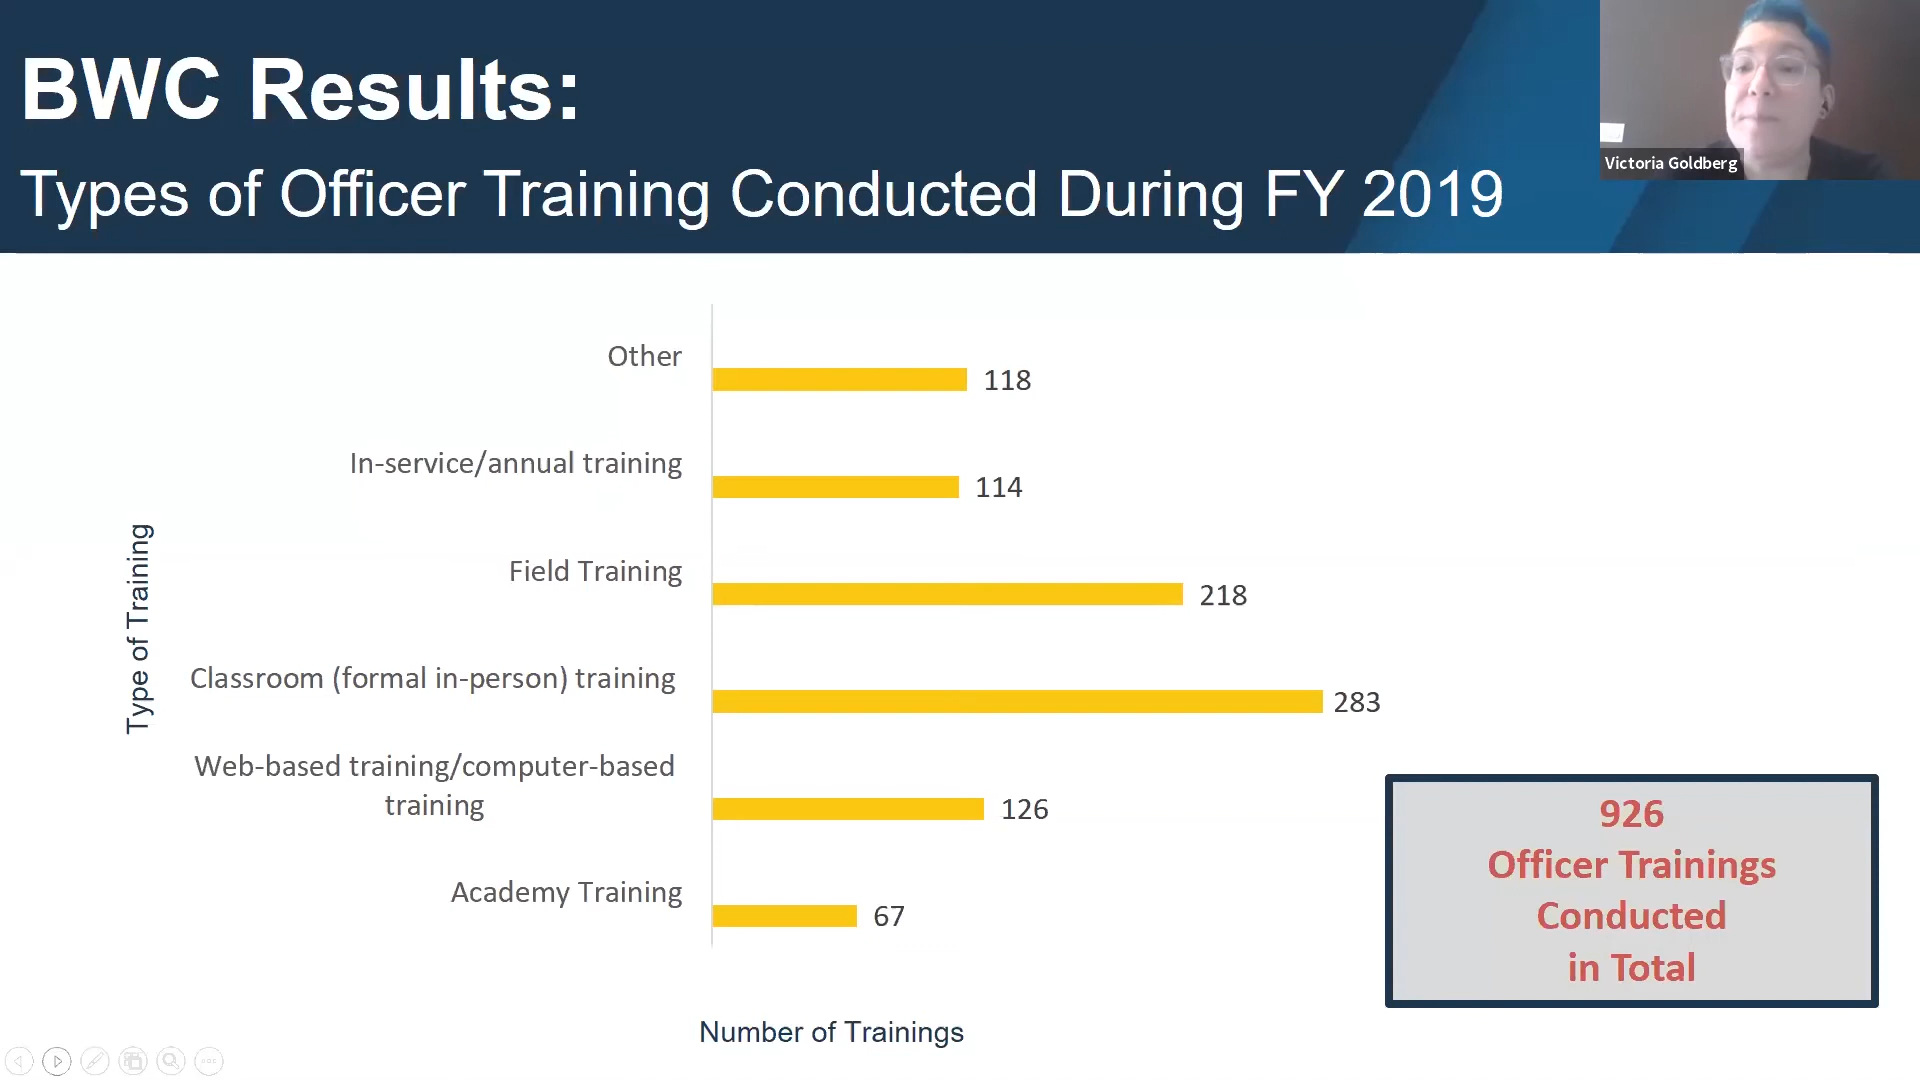 BWC Results:
Types of Officer Training Conducted During FY 2019
Victoria Goldberg
Other
118
In-service/annual training
114
Field Training
218
Classroom (formal in-person) training
283
Web-based training/computer-based
training
126
Academy Training
67
Type of Training
Number of Trainings
926
Officer Trainings
Conducted
in Total